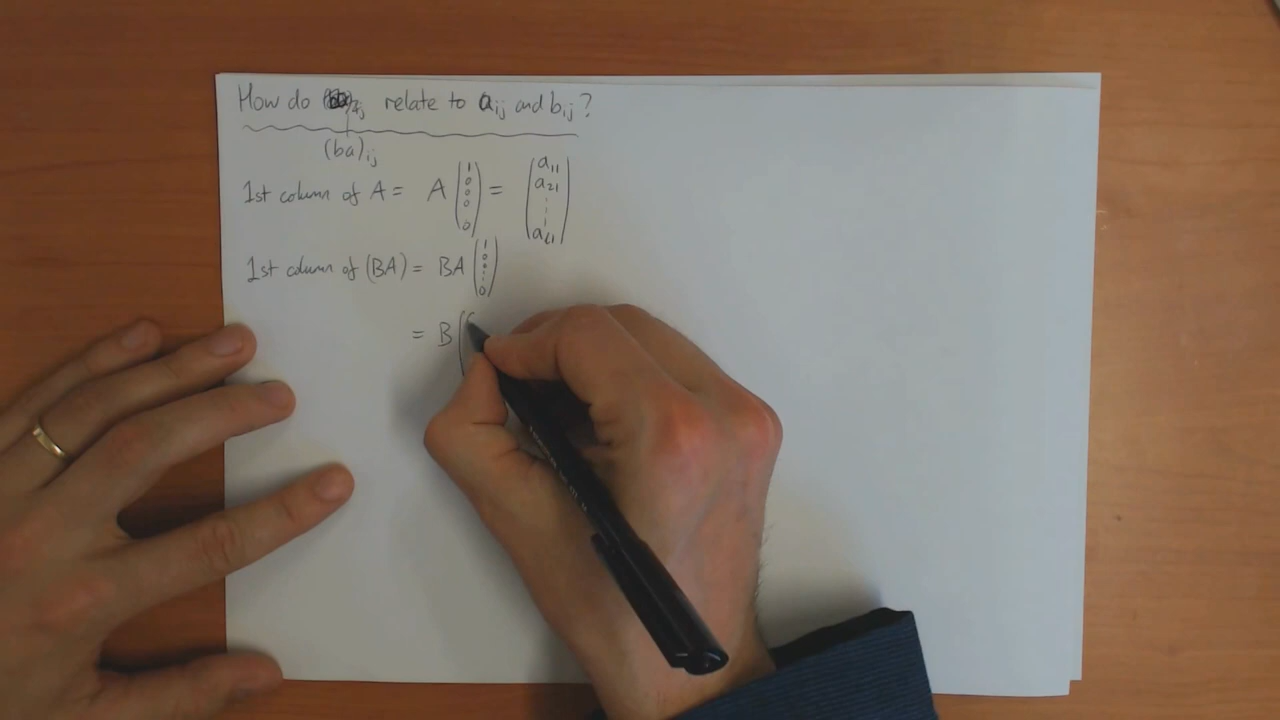 How do relate to aij and bij?
(ba)ij
1st column of A = A (1 0 0 0 0) = (a11 a21 ⋮ )
1st column of (BA) = BA (1 0 0 ⋮ 0)
= B (